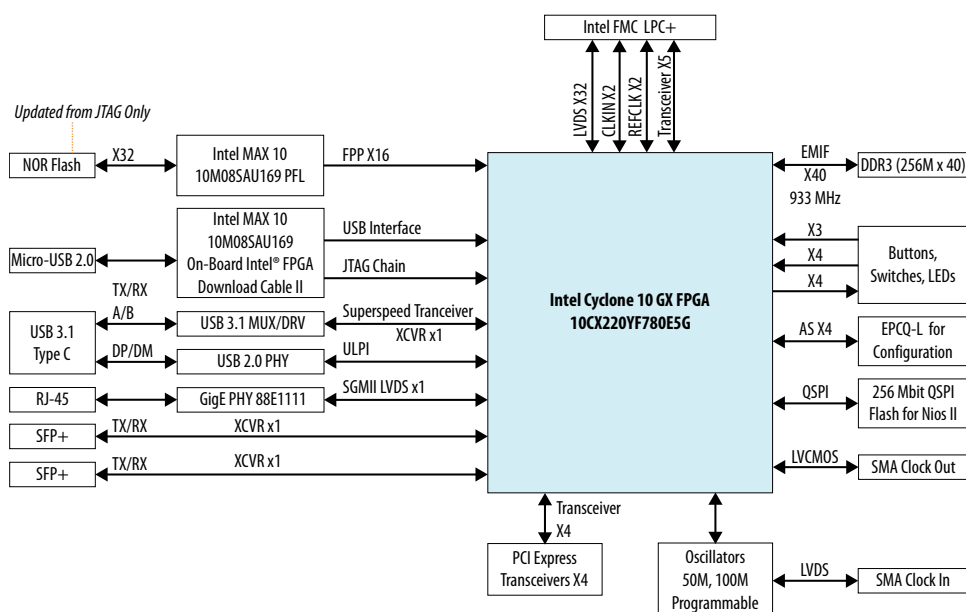 Intel FMC LPC+
LVDS X32
CLKIN X2
REFCLK X2
Transceiver X5
Updated from JTAG Only
NOR Flash
X32
Intel MAX 10
10M08SAU169 PFL
FPP X16
EMIF
X40
933 MHz
DDR3 (256M x 40)
Micro-USB 2.0
Intel MAX 10
10M08SAU169
On-Board Intel® FPGA
Download Cable II
USB Interface
JTAG Chain
X3
X4
X4
Buttons,
Switches, LEDs
Intel Cyclone 10 GX FPGA
10CX220YF780E5G
USB 3.1
Type C
TX/RX
A/B
USB 3.1 MUX/DRV
Superspeed Tranceiver
XCVR x1
DP/DM
USB 2.0 PHY
ULPI
AS X4
EPCQ-L for
Configuration
RJ-45
GigE PHY 88E1111
SGMII LVDS x1
QSPI
256 Mbit QSPI
Flash for Nios II
SFP+
TX/RX
XCVR x1
SFP+
TX/RX
XCVR x1
LVCMOS
SMA Clock Out
Transceiver
X4
PCI Express
Transceivers X4
Oscillators
50M, 100M
Programmable
LVDS
SMA Clock In